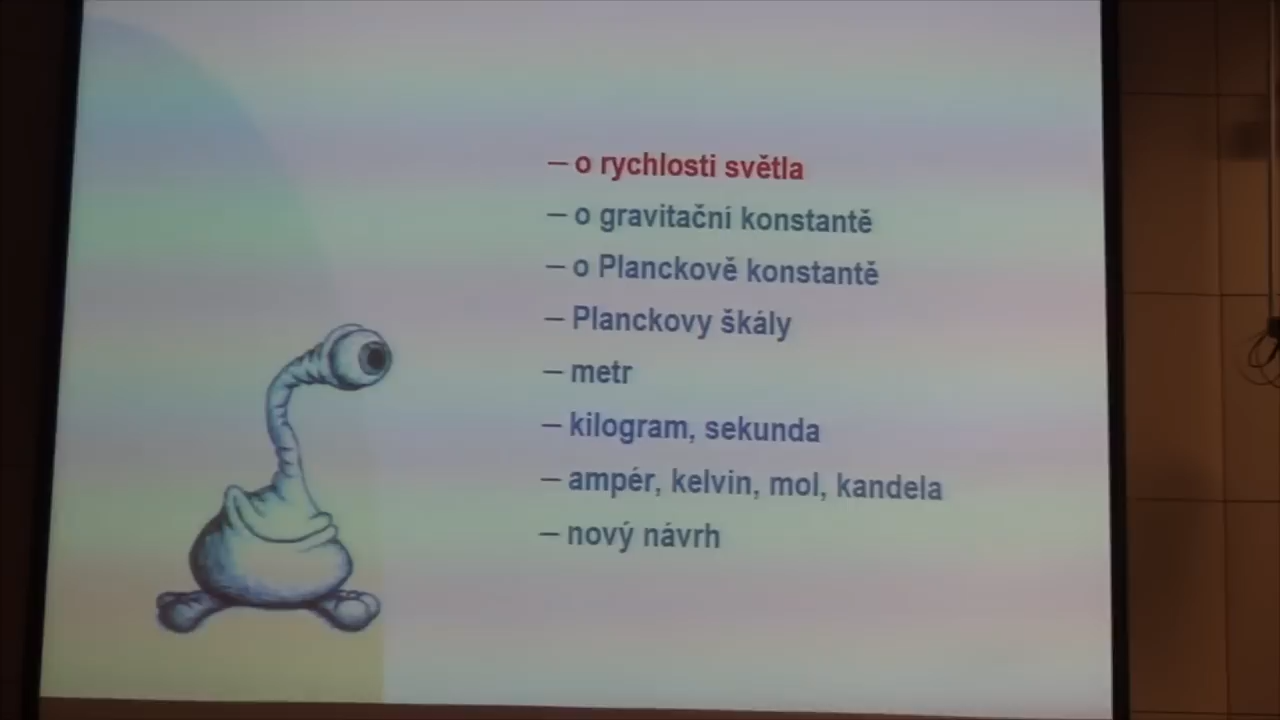 – o rychlosti světla
– o gravitační konstantě
– o Planckově konstantě
– Planckovy škály
– metr
– kilogram, sekunda
– ampér, kelvin, mol, kandela
– nový návrh